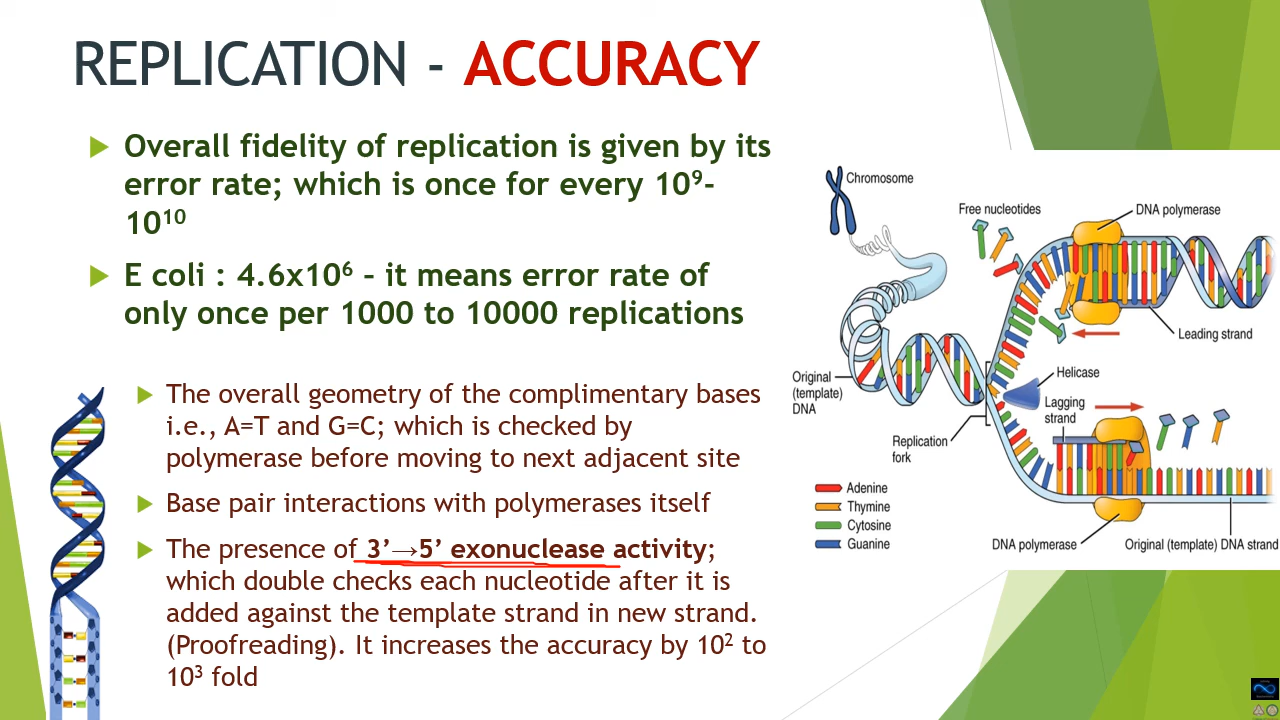 REPLICATION - ACCURACY
Overall fidelity of replication is given by its
error rate; which is once for every 10⁹-
10¹⁰
E coli : 4.6x10⁶ – it means error rate of
only once per 1000 to 10000 replications
The overall geometry of the complimentary bases
i.e., A=T and G=C; which is checked by
polymerase before moving to next adjacent site
Base pair interactions with polymerases itself
The presence of 3’→5’ exonuclease activity;
which double checks each nucleotide after it is
added against the template strand in new strand.
(Proofreading). It increases the accuracy by 10² to
10³ fold
Chromosome
Free nucleotides
DNA polymerase
Leading strand
Original
(template)
DNA
Helicase
Lagging
strand
Replication
fork
Adenine
Thymine
Cytosine
Guanine
DNA polymerase
Original (template) DNA strand